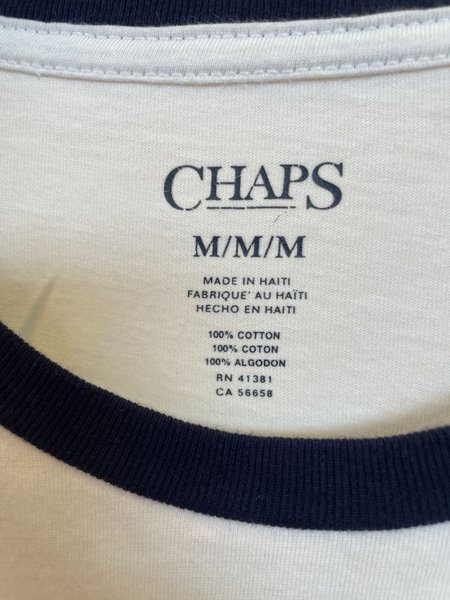 CHAPS
M/M/M
MADE IN HAITI
FABRIQUE' AU HAÏTI
HECHO EN HAITI
100% COTTON
100% COTON
100% ALGODON
RN 41381
CA 56658